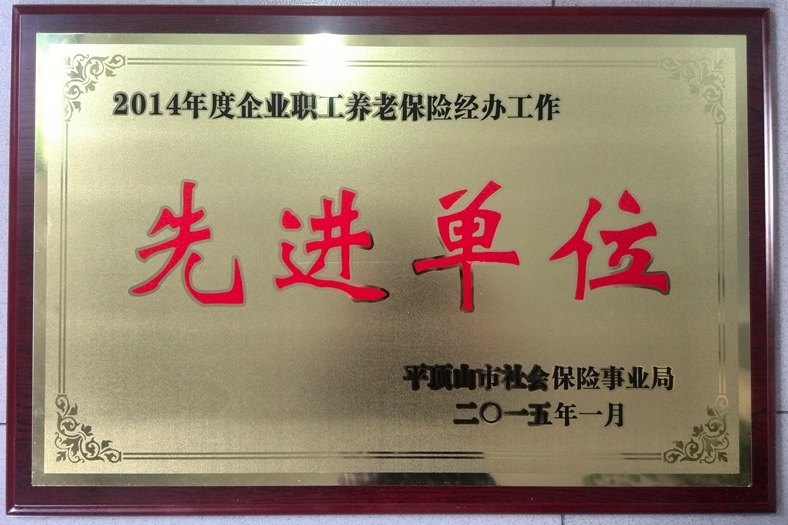 2014年度企业职工养老保险经办工作
先进单位
平顶山市社会保险事业局
二〇一五年一月